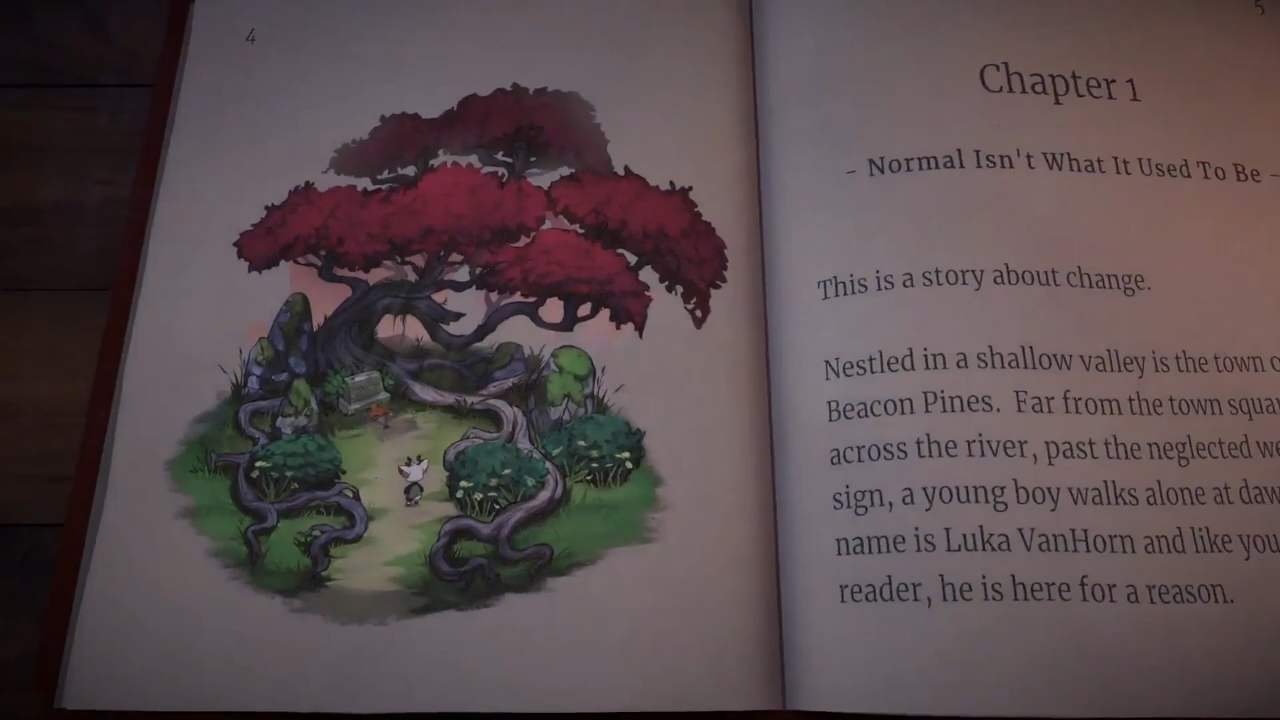 4
5
Chapter 1
- Normal Isn't What It Used To Be -
This is a story about change.
Nestled in a shallow valley is the town
Beacon Pines. Far from the town
across the river, past the neglected
sign, a young boy walks alone at
name is Luka VanHorn and like you
reader, he is here for a reason.